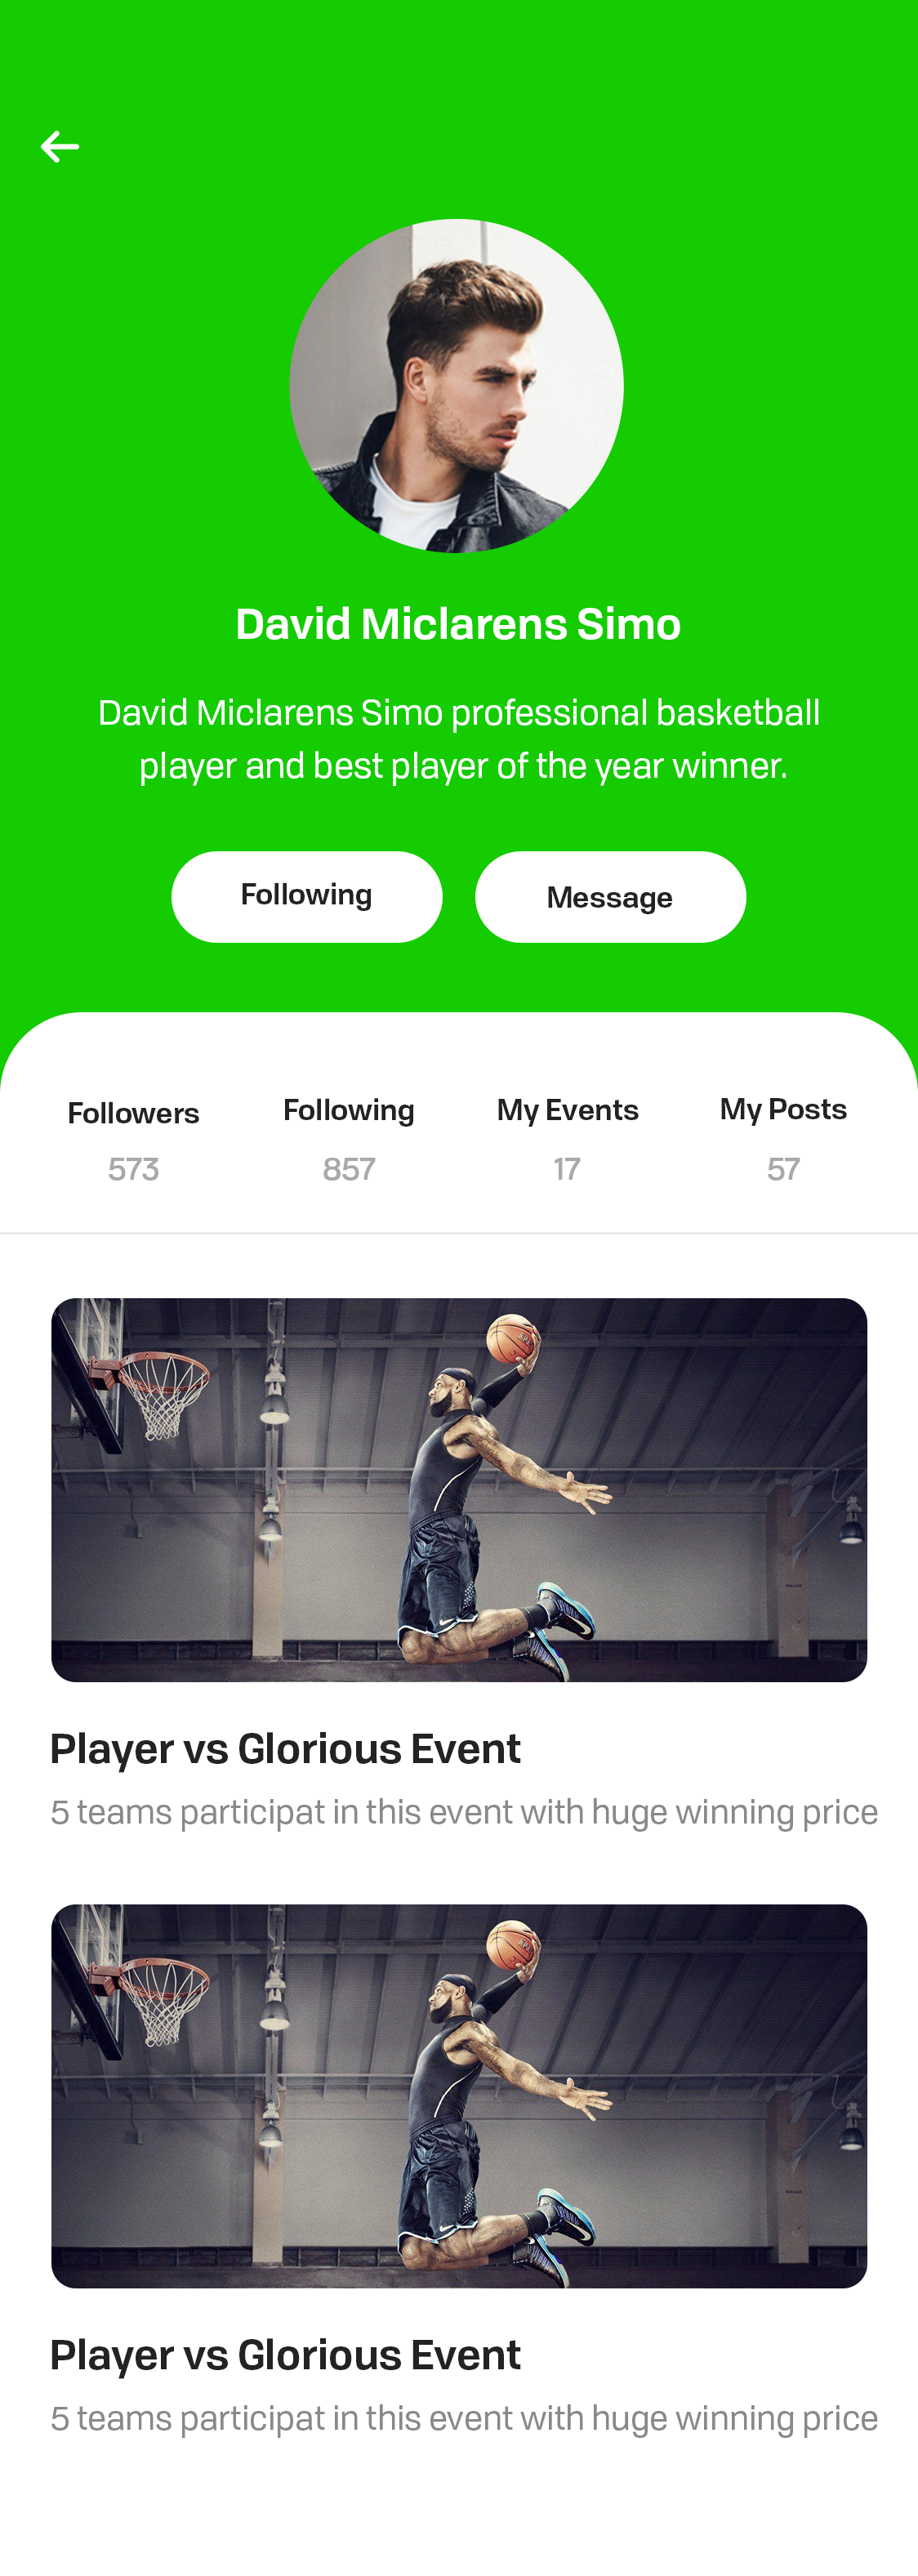 David Miclarens Simo
David Miclarens Simo professional basketball
player and best player of the year winner.
Following
Message
Followers
Following
My Events
My Posts
573
857
17
57
Player vs Glorious Event
5 teams participat in this event with huge winning price
Player vs Glorious Event
5 teams participat in this event with huge winning price